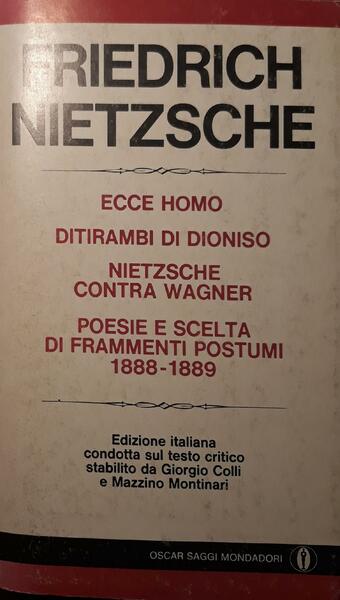 FRIEDRICH
NIETZSCHE
ECCE HOMO
DITIRAMBI DI DIONISO
NIETZSCHE
CONTRA WAGNER
POESIE E SCELTA
DI FRAMMENTI POSTUMI
1888-1889
Edizione italiana
condotta sul testo critico
stabilito da Giorgio Colli
e Mazzino Montinari
OSCAR SAGGI MONDADORI